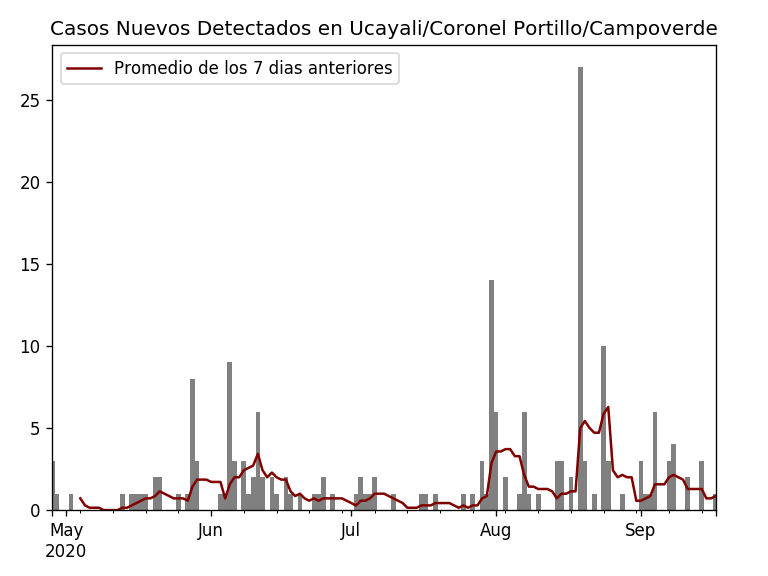 Casos Nuevos Detectados en Ucayali/Coronel Portillo/Campoverde
Promedio de los 7 dias anteriores
25
20
15
10
5
0
May Jun Jul Aug Sep
2020